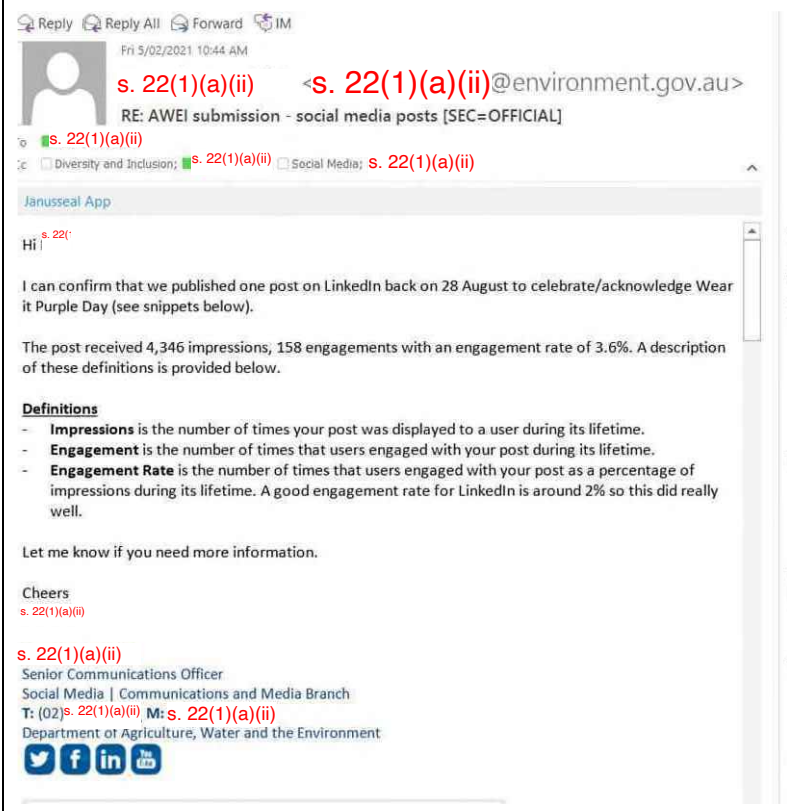 Reply Reply All Forward IM
Fri 5/02/2021 10:44 AM
s. 22(1)(a)(ii) <s. 22(1)(a)(ii)@environment.gov.au>
RE: AWEI submission - social media posts [SEC=OFFICIAL]
s. 22(1)(a)(ii)
Diversity and Inclusion; s. 22(1)(a)(ii) Social Media; s. 22(1)(a)(ii)
Janusseal App
Hi s. 22(
I can confirm that we published one post on LinkedIn back on 28 August to celebrate/acknowledge Wear
it Purple Day (see snippets below).
The post received 4,346 impressions, 158 engagements with an engagement rate of 3.6%. A description
of these definitions is provided below.
Definitions
- Impressions is the number of times your post was displayed to a user during its lifetime.
- Engagement is the number of times that users engaged with your post during its lifetime.
- Engagement Rate is the number of times that users engaged with your post as a percentage of
impressions during its lifetime. A good engagement rate for LinkedIn is around 2% so this did really
well.
Let me know if you need more information.
Cheers
s. 22(1)(a)(ii)
s. 22(1)(a)(ii)
Senior Communications Officer
Social Media | Communications and Media Branch
T: (02) s. 22(1)(a)(ii) M: s. 22(1)(a)(ii)
Department of Agriculture, Water and the Environment
f in You Tube